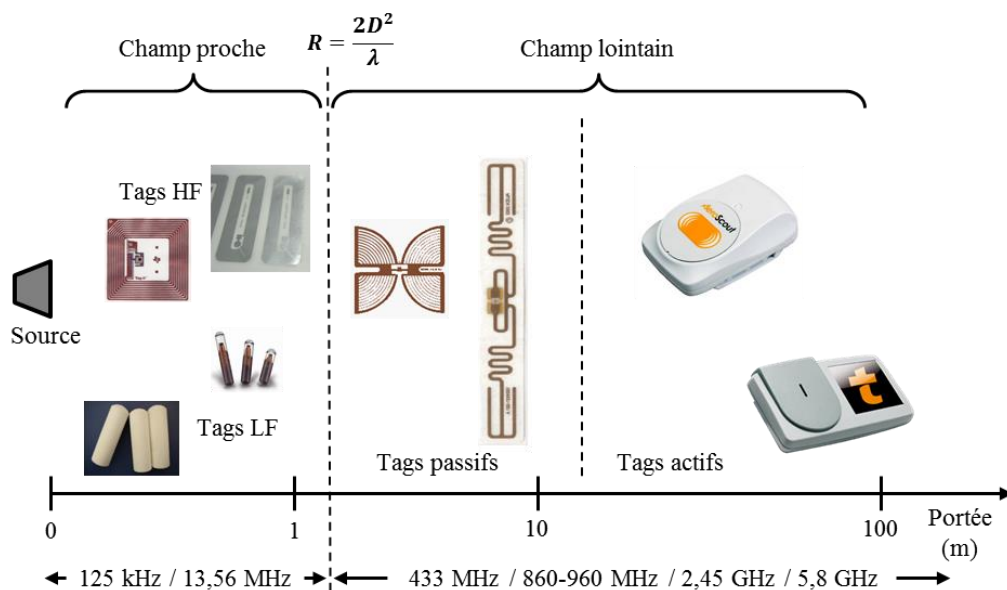 R = 2D² / λ
Champ proche
Champ lointain
Tags HF
AeroScout
Source
Tags LF
Tags passifs
Tags actifs
0
1
10
100
Portée
(m)
125 kHz / 13,56 MHz
433 MHz / 860-960 MHz / 2,45 GHz / 5,8 GHz